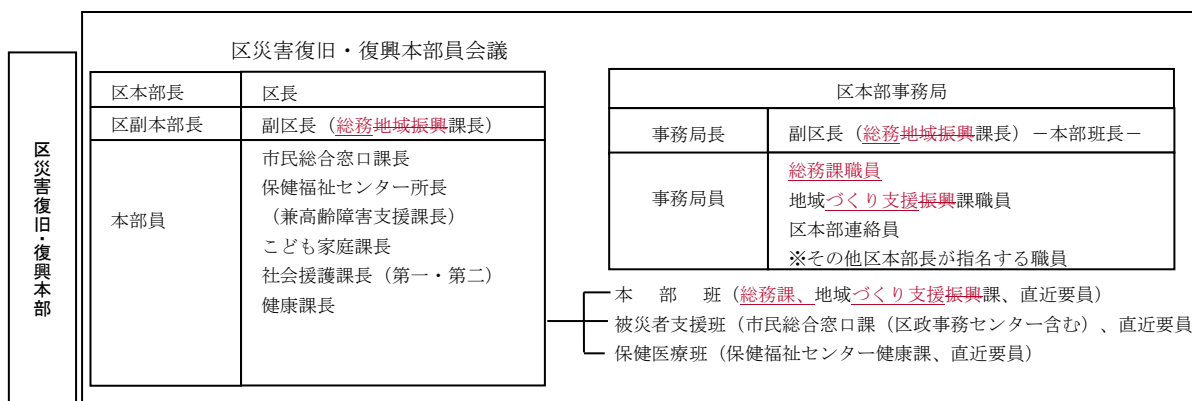 区災害復旧・復興本部
区災害復旧・復興本部員会議
区本部長 区長
区副本部長 副区長（総務地域振興課長）
本部員 市民総合窓口課長
保健福祉センター所長
（兼高齢障害支援課長）
こども家庭課長
社会援護課長（第一・第二）
健康課長
区本部事務局
事務局長 副区長（総務地域振興課長）－本部班長－
事務局員 総務課職員
地域づくり支援振興課職員
区本部連絡員
※その他区本部長が指名する職員
本　部　班（総務課、地域づくり支援振興課、直近要員）
被災者支援班（市民総合窓口課（区政事務センター含む）、直近要員
保健医療班（保健福祉センター健康課、直近要員）